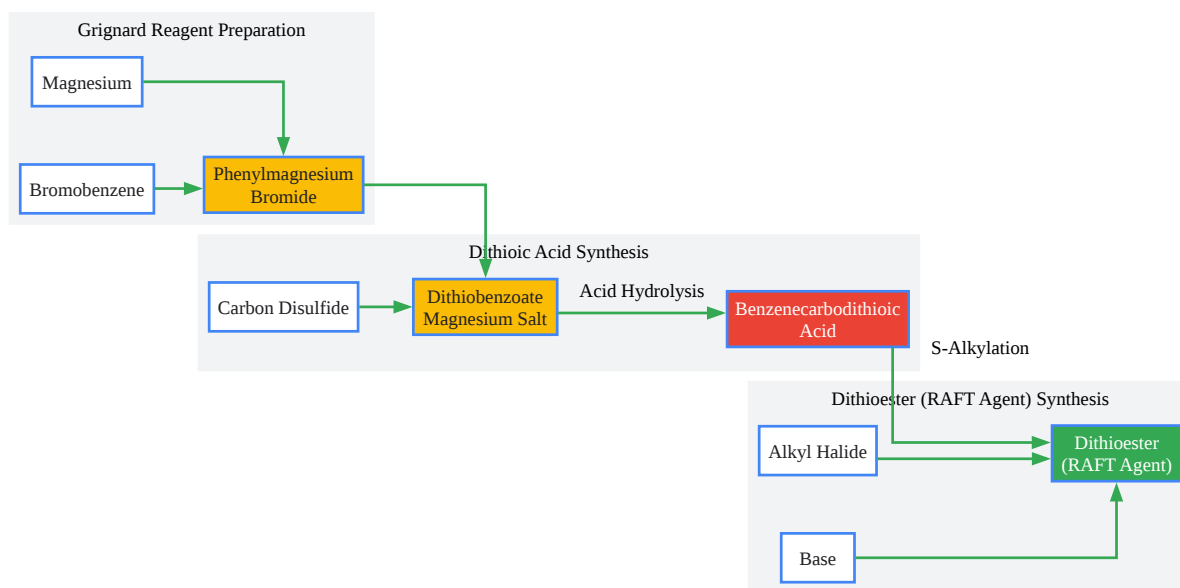 Grignard Reagent Preparation
Magnesium
Bromobenzene
Phenylmagnesium
Bromide
Dithioic Acid Synthesis
Carbon Disulfide
Dithiobenzoate
Magnesium Salt
Acid Hydrolysis
Benzenecarbodithioic
Acid
S-Alkylation
Dithioester (RAFT Agent) Synthesis
Alkyl Halide
Dithioester
(RAFT Agent)
Base